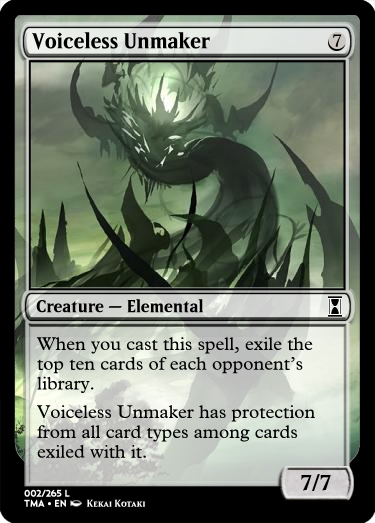 Voiceless Unmaker 7
Creature — Elemental
When you cast this spell, exile the
top ten cards of each opponent's
library.
Voiceless Unmaker has protection
from all card types among cards
exiled with it.
7/7
002/265 L
TMA • EN Kekai Kotaki